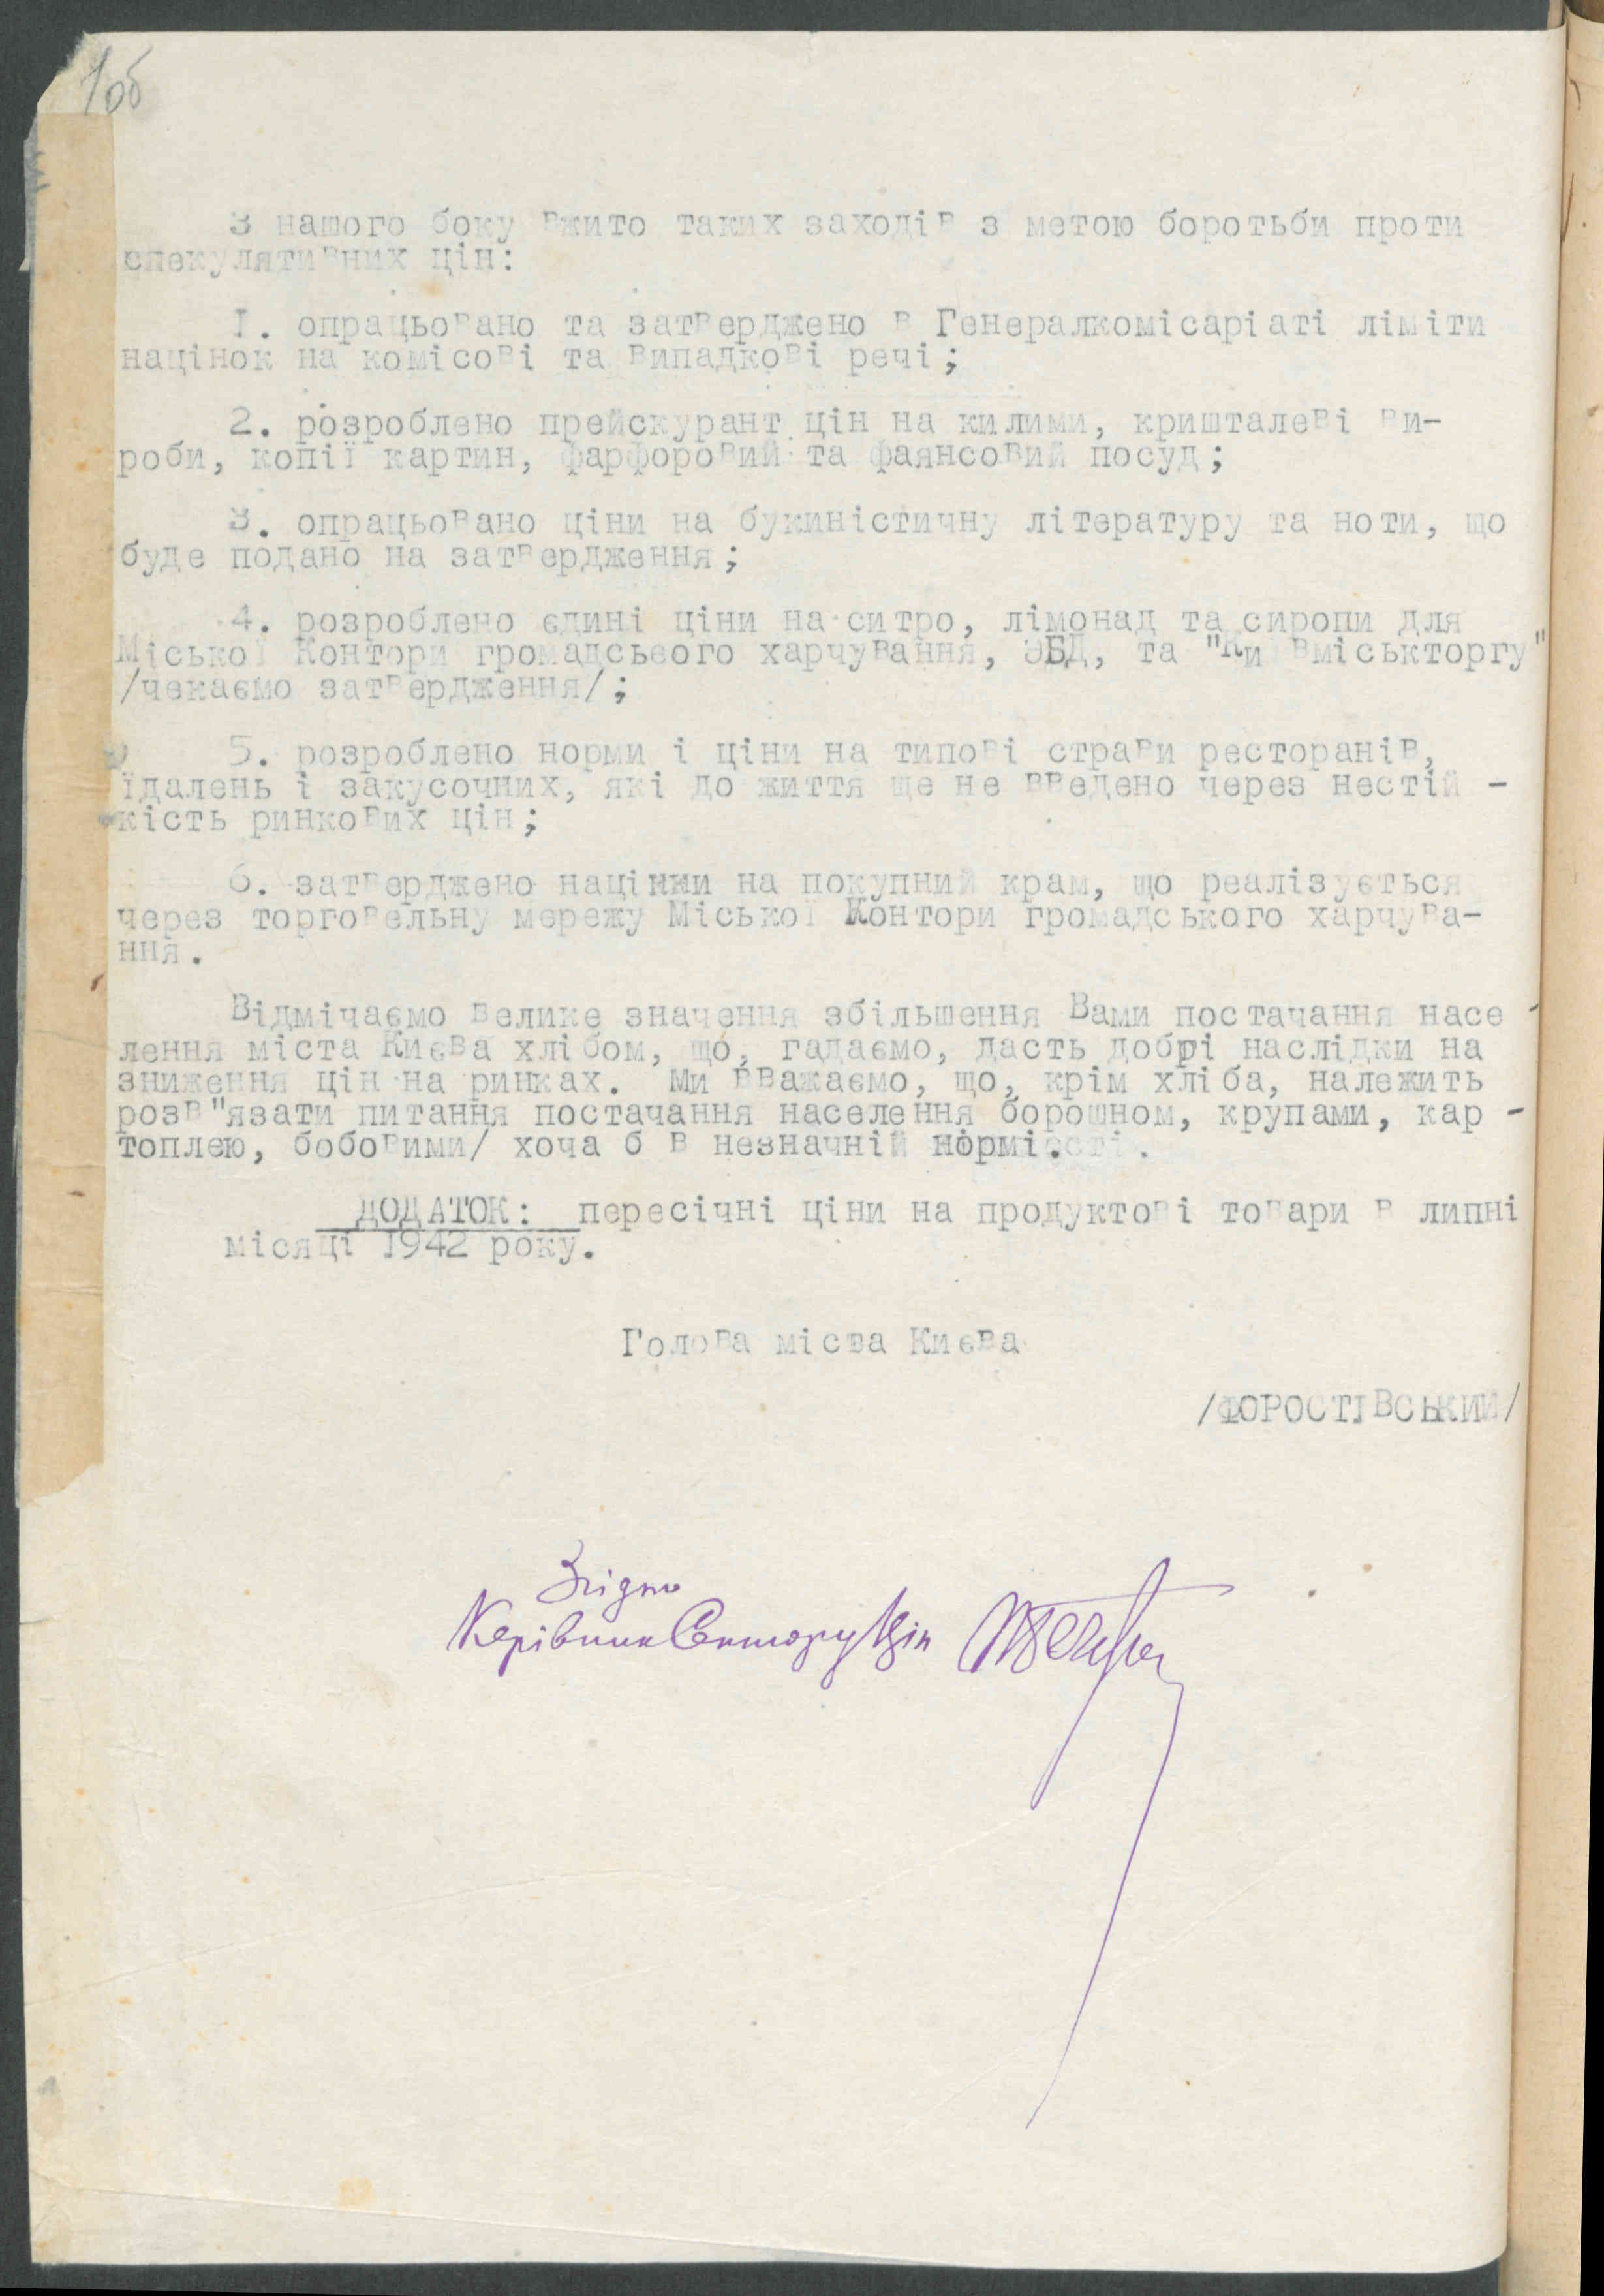 1об
З нашого боку вжито таких заходів з метою боротьби проти
спекулятивних цін:
1. опрацьовано та затверджено в Генералкомісаріаті ліміти
націнок на комісові та випадкові речі;
2. розроблено прейскурант цін на килими, кришталеві ви-
роби, копії картин, фарфоровий та фаянсовий посуд;
3. опрацьовано ціни на букиністичну літературу та ноти, що
буде подано на затвердження;
4. розроблено єдині ціни на ситро, лімонад та сиропи для
Міської Контори громадсьеого харчування, ЭБД, та "Київміськторгу"
/чекаємо затвердження/;
5. розроблено норми і ціни на типові страви ресторанів,
їдалень і закусочних, які до життя ще не введено через нестій -
кість ринкових цін;
6. затверджено націнки на покупний крам, що реалізується
через торговельну мережу Міської Контори громадського харчува-
ння.
Відмічаємо велике значення збільшення Вами постачання насе -
лення міста Києва хлібом, що, гадаємо, дасть добрі наслідки на
зниження цін на ринках. Ми вважаємо, що, крім хліба, належить
розв"язати питання постачання населення борошном, крупами, кар -
топлею, бобовими/ хоча б в незначній нормі.
ДОДАТОК: пересічні ціни на продуктові товари в липні
місяці 1942 року.
Голова міста Києва
/ФОРОСТІВСЬКИЙ/
Згідно
Керівник Сектору Цін